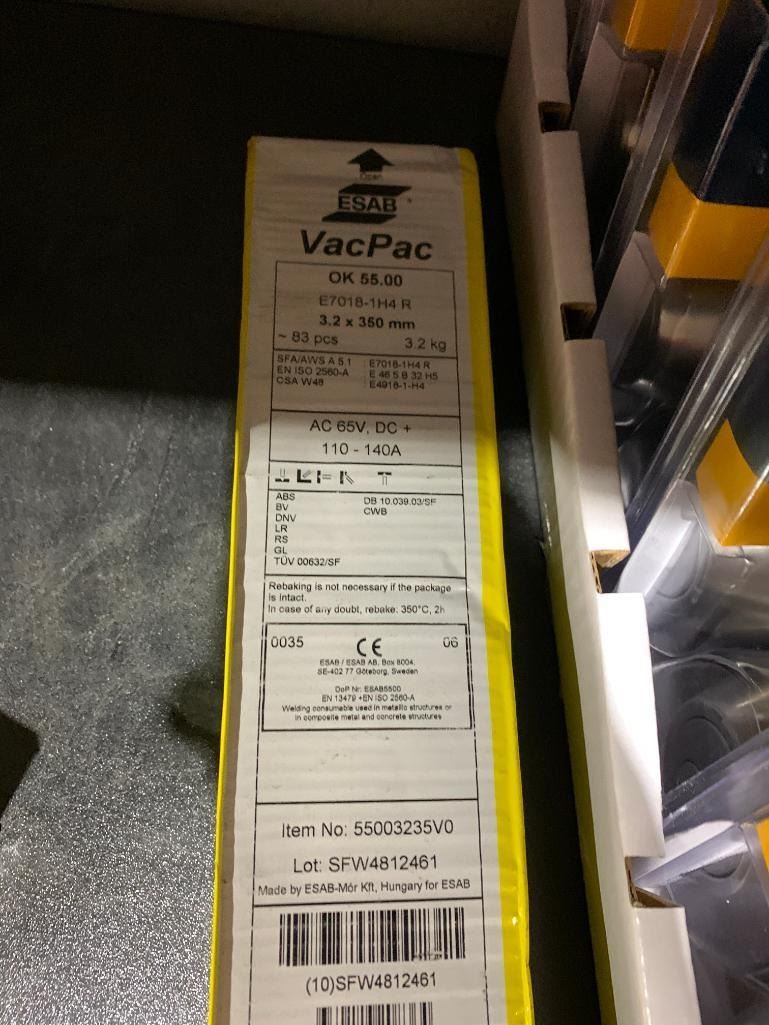 Open
ESAB
VacPac
OK 55.00
E7018-1H4 R
3.2 x 350 mm
~ 83 pcs 3.2 kg
SFA/AWS A 5.1 E7018-1H4 R
EN ISO 2560-A E 46 5 B 32 H5
CSA W48 E4918-1-H4
AC 65V, DC +
110 - 140A
ABS DB 10.039.03/SF
BV CWB
DNV
LR
RS
GL
TÜV 00632/SF
Rebaking is not necessary if the package
is intact.
In case of any doubt, rebake: 350°C, 2h
0035 CE 06
ESAB / ESAB AB, Box 8004,
SE-402 77 Göteborg, Sweden
DoP Nr: ESAB5500
EN 13479 +EN ISO 2560-A
Welding consumable used in metallic structures or
in composite metal and concrete structures
Item No: 55003235V0
Lot: SFW4812461
Made by ESAB-Mór Kft, Hungary for ESAB
(10)SFW4812461